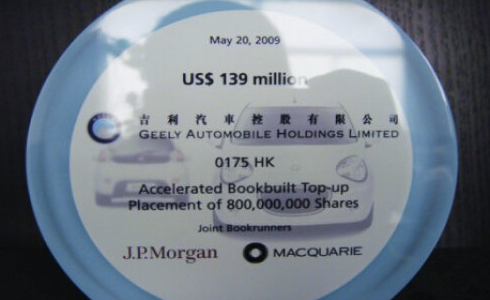 May 20, 2009
US$ 139 million
吉利汽車控股有限公司
GEELY AUTOMOBILE HOLDINGS LIMITED
0175 HK
Accelerated Bookbuilt Top-up
Placement of 800,000,000 Shares
Joint Bookrunners
J.P.Morgan MACQUARIE